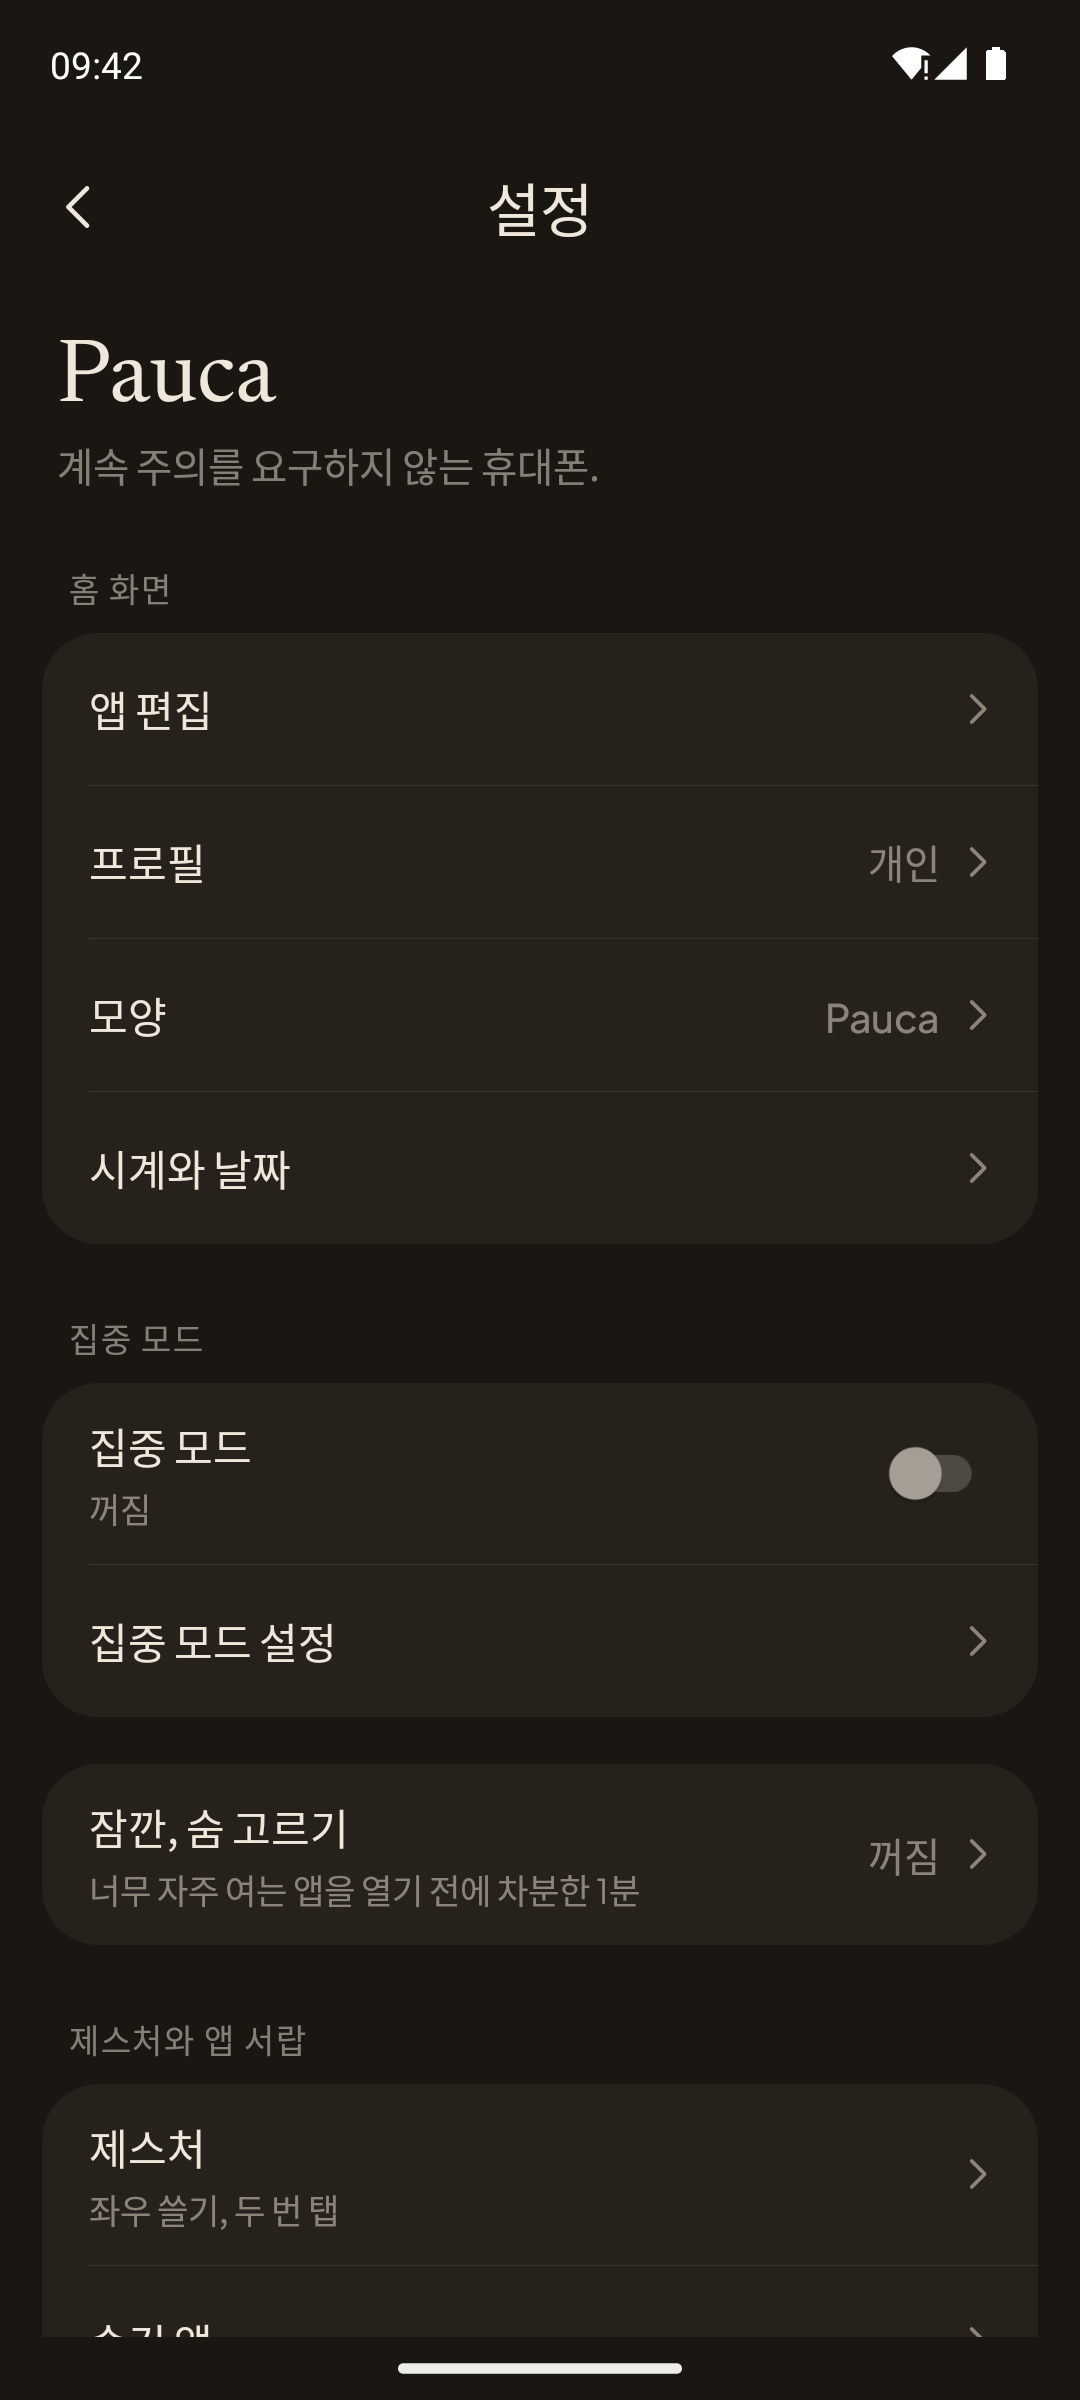 09:42
설정
Pauca
계속 주의를 요구하지 않는 휴대폰.
홈 화면
앱 편집
프로필
개인
모양
Pauca
시계와 날짜
집중 모드
집중 모드
꺼짐
집중 모드 설정
잠깐, 숨 고르기
너무 자주 여는 앱을 열기 전에 차분한 1분
꺼짐
제스처와 앱 서랍
제스처
좌우 쓸기, 두 번 탭